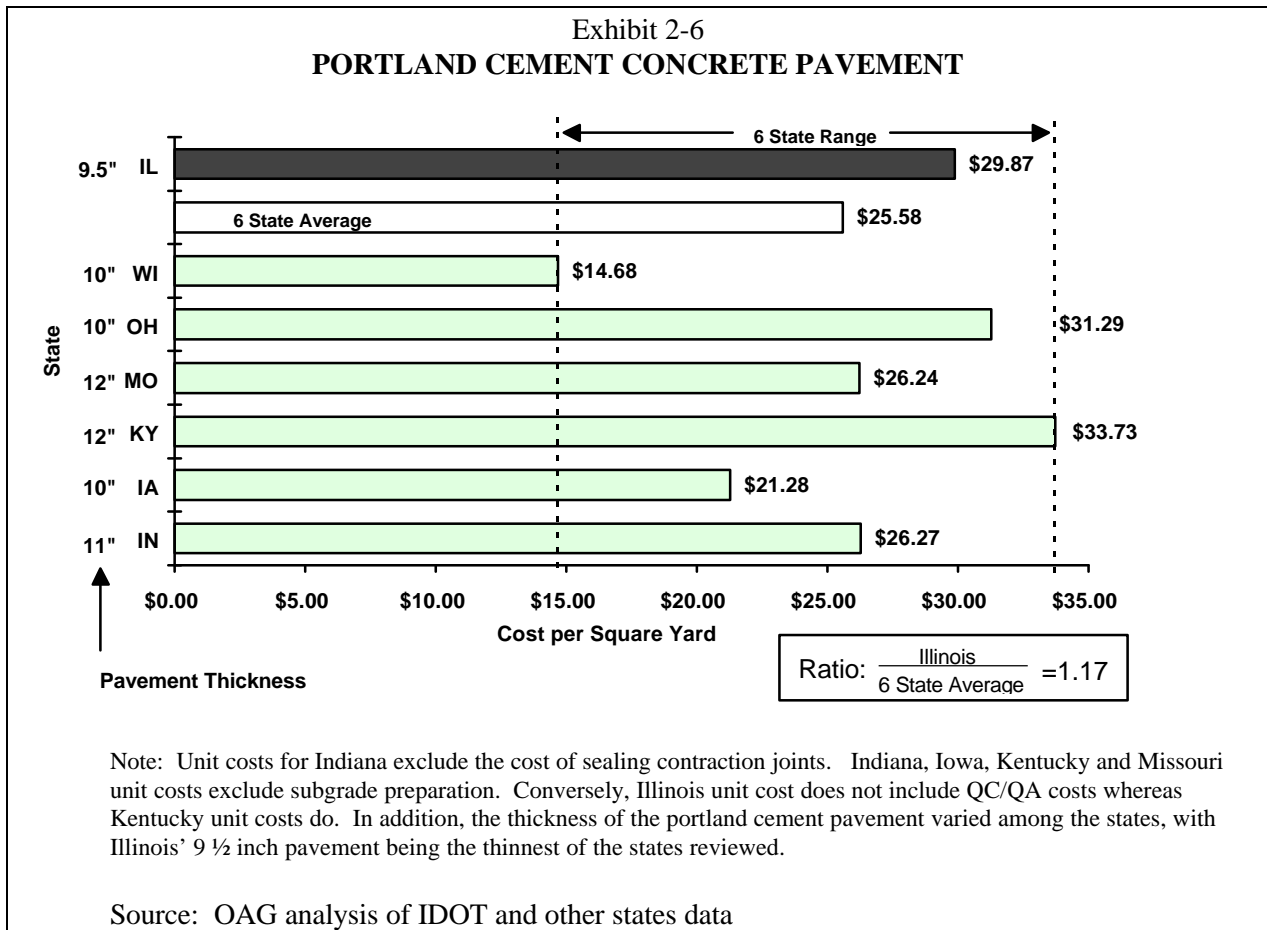 Exhibit 2-6
PORTLAND CEMENT CONCRETE PAVEMENT
6 State Range
9.5" IL $29.87
6 State Average $25.58
10" WI $14.68
10" OH $31.29
State
12" MO $26.24
12" KY $33.73
10" IA $21.28
11" IN $26.27
$0.00 $5.00 $10.00 $15.00 $20.00 $25.00 $30.00 $35.00
Cost per Square Yard
Pavement Thickness
Ratio: Illinois
6 State Average =1.17
Note: Unit costs for Indiana exclude the cost of sealing contraction joints. Indiana, Iowa, Kentucky and Missouri
unit costs exclude subgrade preparation. Conversely, Illinois unit cost does not include QC/QA costs whereas
Kentucky unit costs do. In addition, the thickness of the portland cement pavement varied among the states, with
Illinois’ 9 ½ inch pavement being the thinnest of the states reviewed.
Source: OAG analysis of IDOT and other states data